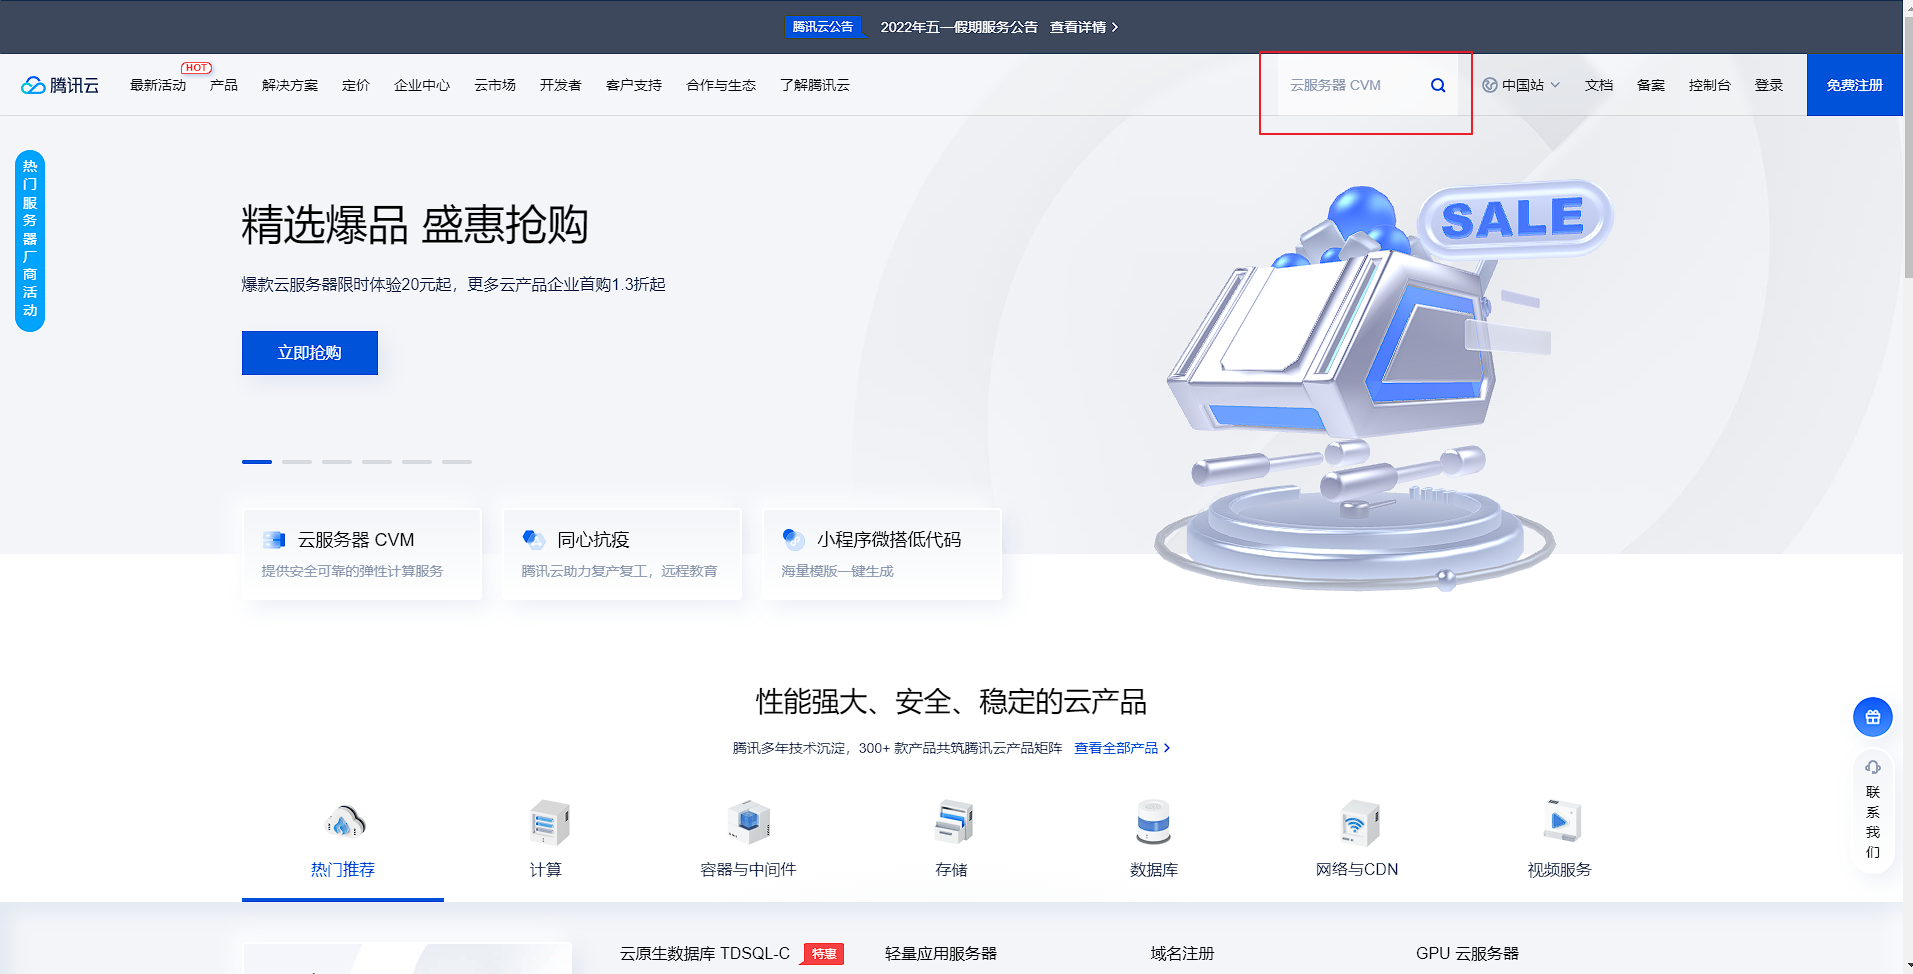 腾讯云公告 2022年五一假期服务公告 查看详情
腾讯云 最新活动 HOT 产品 解决方案 定价 企业中心 云市场 开发者 客户支持 合作与生态 了解腾讯云 云服务器 CVM 中国站 文档 备案 控制台 登录 免费注册
热门服务器厂商活动
精选爆品 盛惠抢购
SALE
爆款云服务器限时体验20元起，更多云产品企业首购1.3折起
立即抢购
云服务器 CVM
提供安全可靠的弹性计算服务
同心抗疫
腾讯云助力复产复工，远程教育
小程序微搭低代码
海量模版一键生成
性能强大、安全、稳定的云产品
腾讯多年技术沉淀，300+ 款产品共筑腾讯云产品矩阵 查看全部产品
联系我们
热门推荐 计算 容器与中间件 存储 数据库 网络与CDN 视频服务
云原生数据库 TDSQL-C 特惠 轻量应用服务器 域名注册 GPU 云服务器